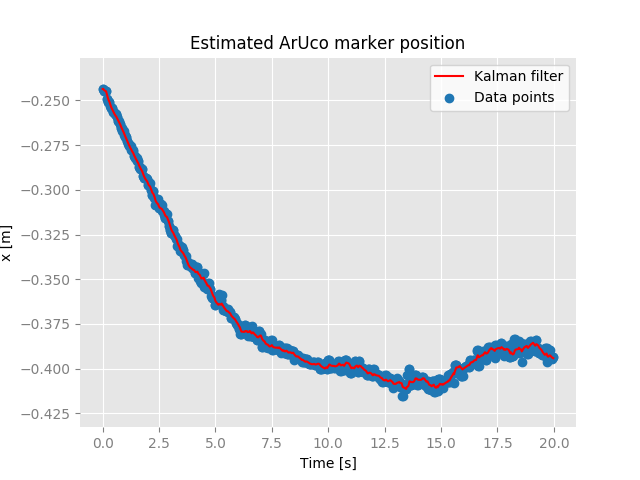 Estimated ArUco marker position
Kalman filter
Data points
−0.250
−0.275
−0.300
−0.325
−0.350
−0.375
−0.400
−0.425
x [m]
0.0 2.5 5.0 7.5 10.0 12.5 15.0 17.5 20.0
Time [s]